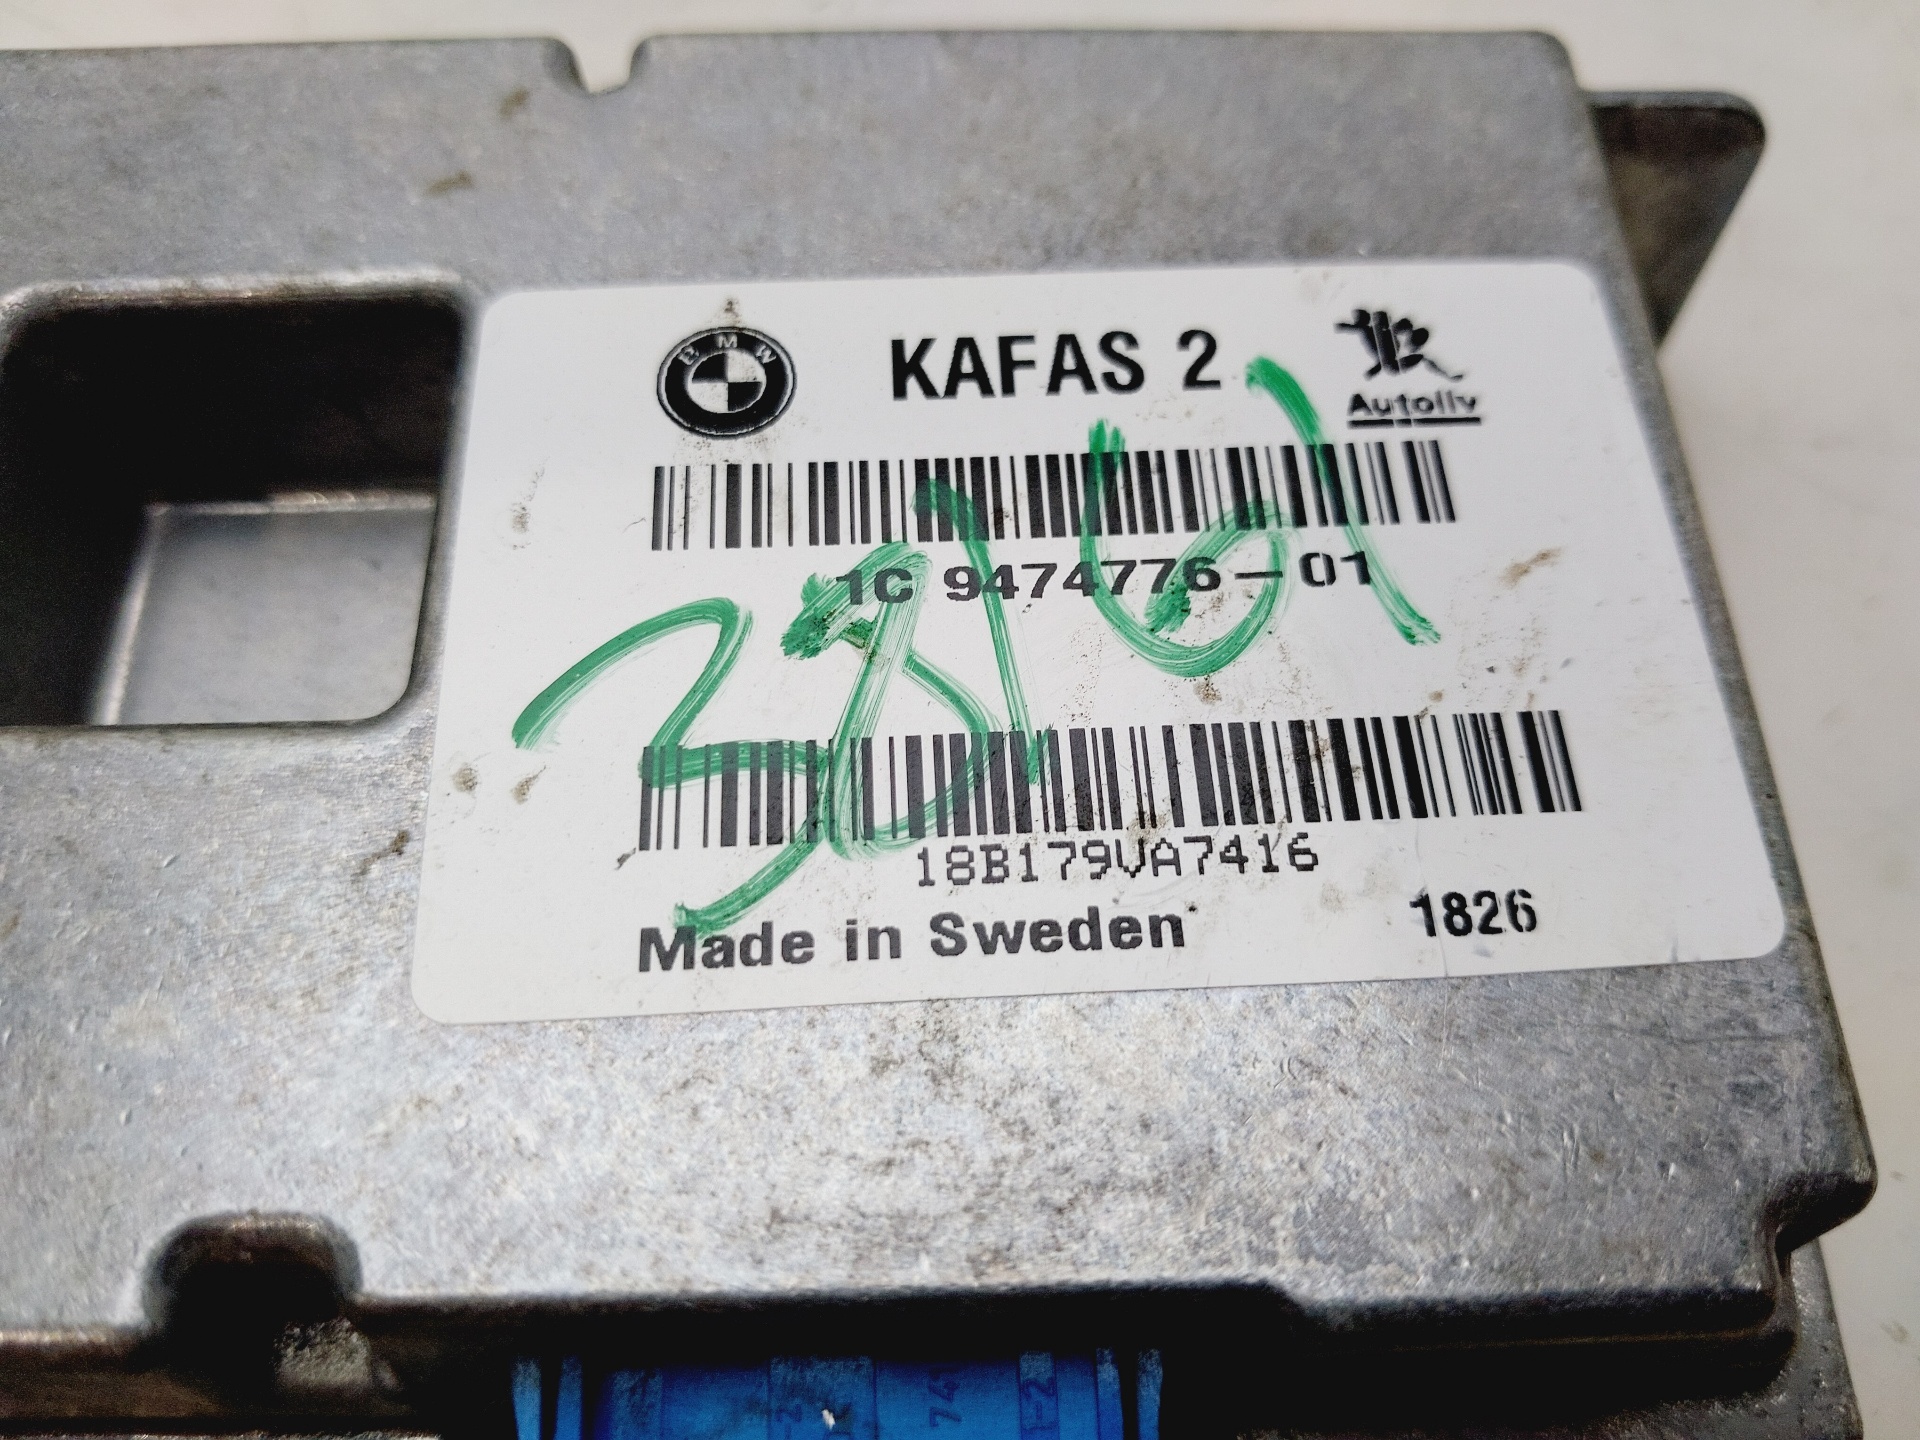 BMW KAFAS 2 Autoliv
1C 9474776-01
18B179VA7416
Made in Sweden 1826